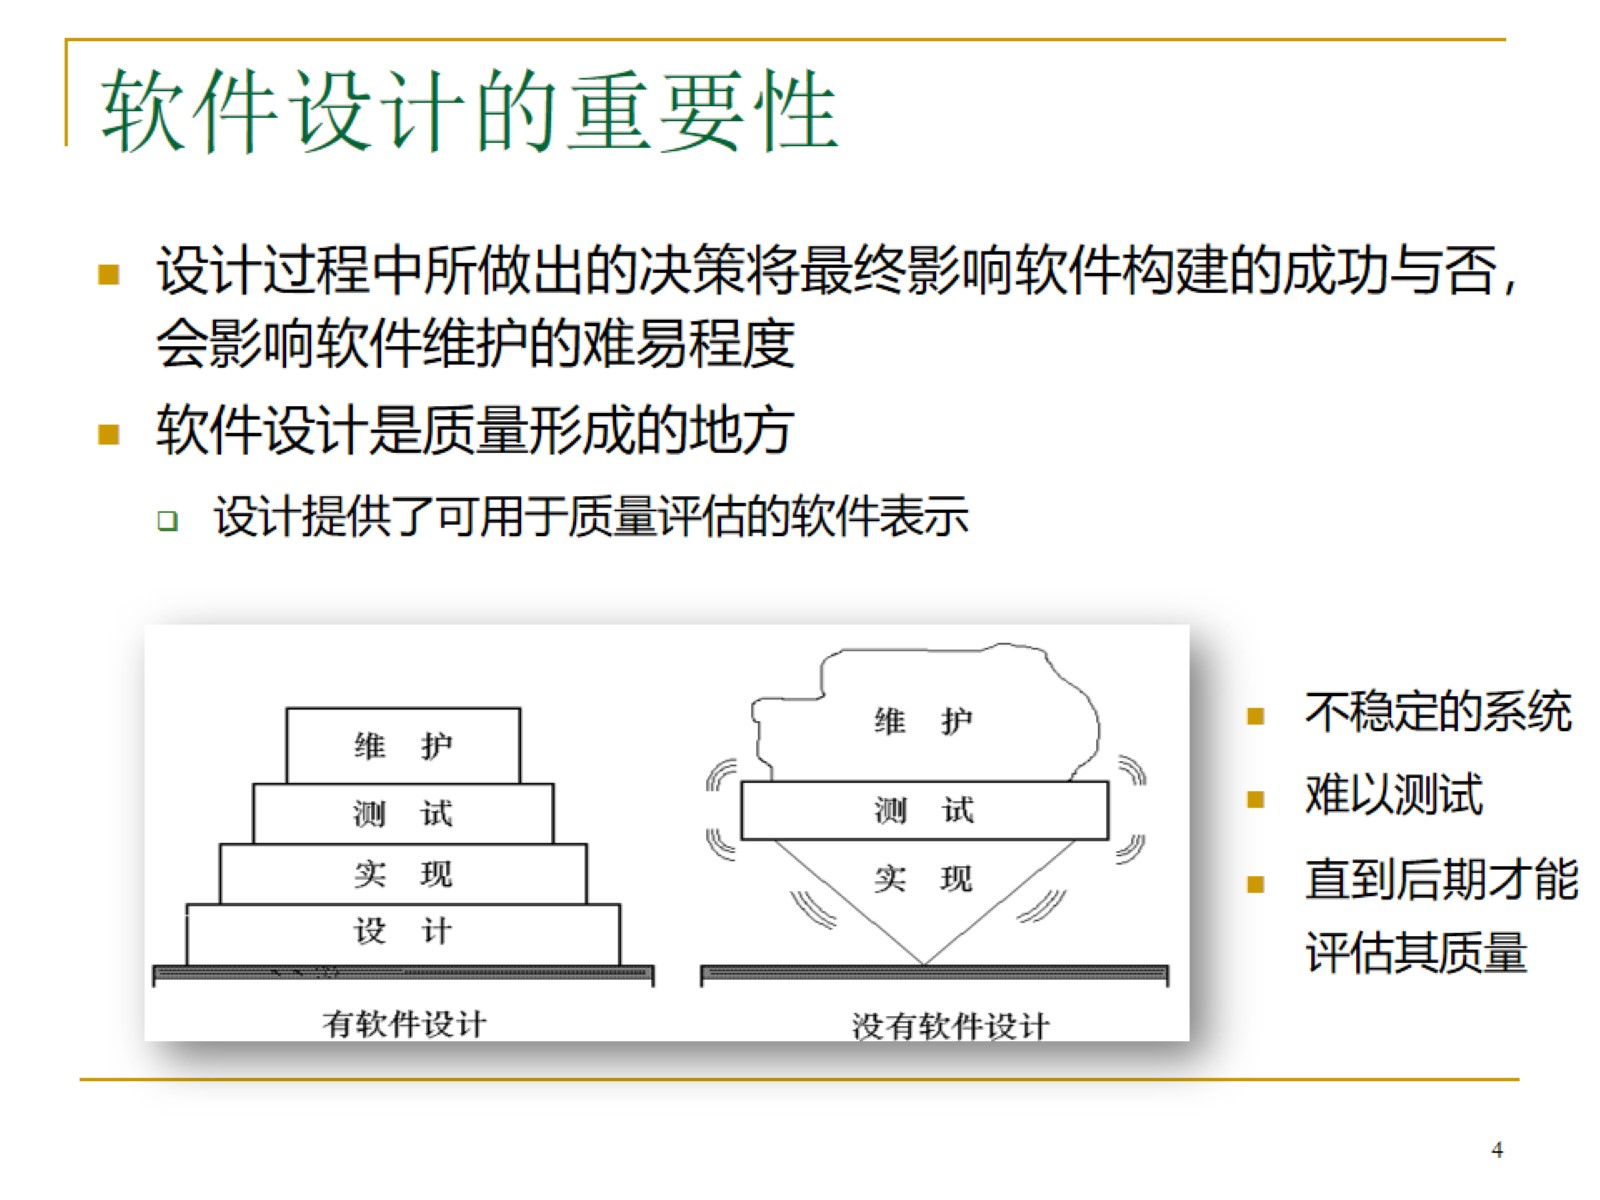 软件设计的重要性
设计过程中所做出的决策将最终影响软件构建的成功与否，
会影响软件维护的难易程度
软件设计是质量形成的地方
设计提供了可用于质量评估的软件表示
维 护
测 试
实 现
设 计
有软件设计
维 护
测 试
实 现
没有软件设计
不稳定的系统
难以测试
直到后期才能
评估其质量
4